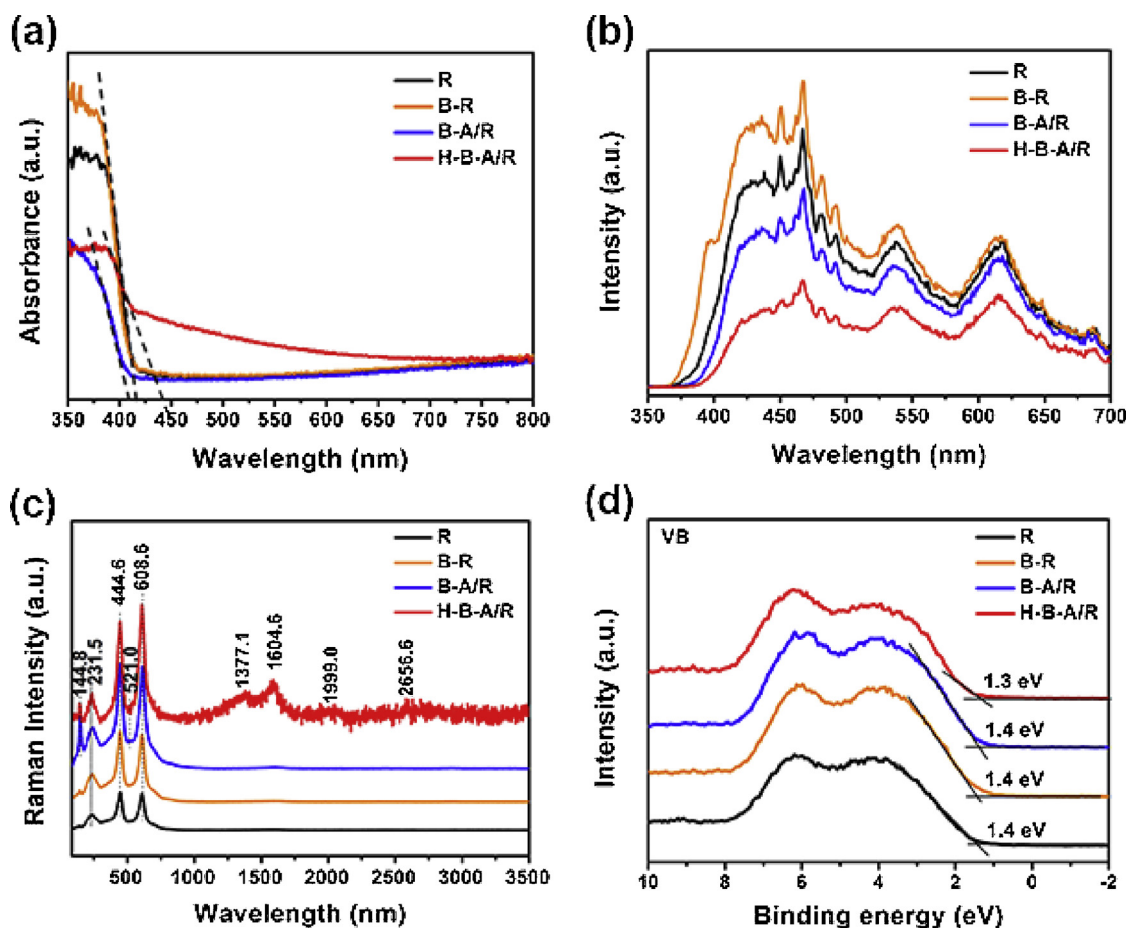 (a)
R
B-R
B-A/R
H-B-A/R
Absorbance (a.u.)
350 400 450 500 550 600 650 700 750 800
Wavelength (nm)
(b)
R
B-R
B-A/R
H-B-A/R
Intensity (a.u.)
350 400 450 500 550 600 650 700
Wavelength (nm)
(c)
R
B-R
B-A/R
H-B-A/R
144.8
231.5
444.6
521.0
608.6
1377.1
1604.6
1999.0
2656.6
Raman Intensity (a.u.)
500 1000 1500 2000 2500 3000 3500
Wavelength (nm)
(d)
VB
R
B-R
B-A/R
H-B-A/R
1.3 eV
1.4 eV
1.4 eV
1.4 eV
Intensity (a.u.)
10 8 6 4 2 0 -2
Binding energy (eV)